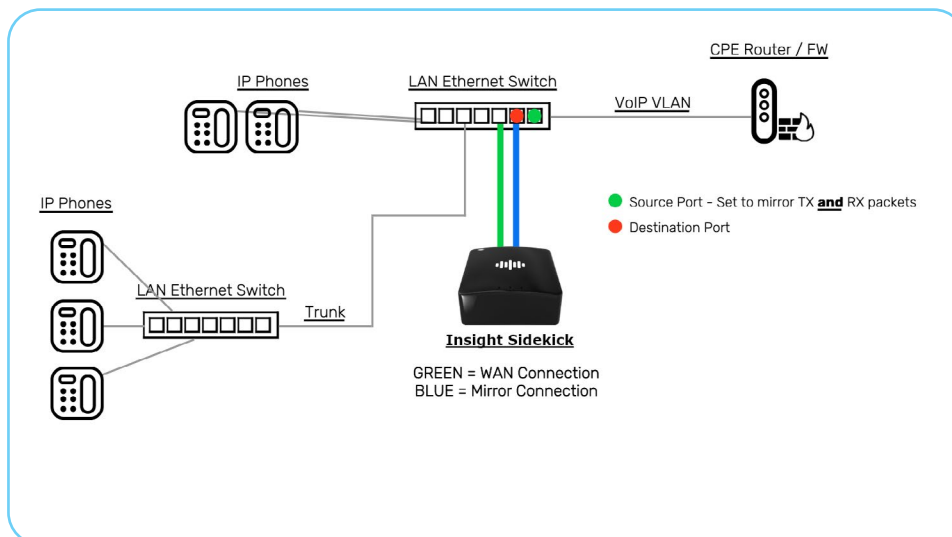 CPE Router / FW
IP Phones
LAN Ethernet Switch
VoIP VLAN
Source Port - Set to mirror TX and RX packets
Destination Port
IP Phones
LAN Ethernet Switch
Trunk
Insight Sidekick
GREEN = WAN Connection
BLUE = Mirror Connection